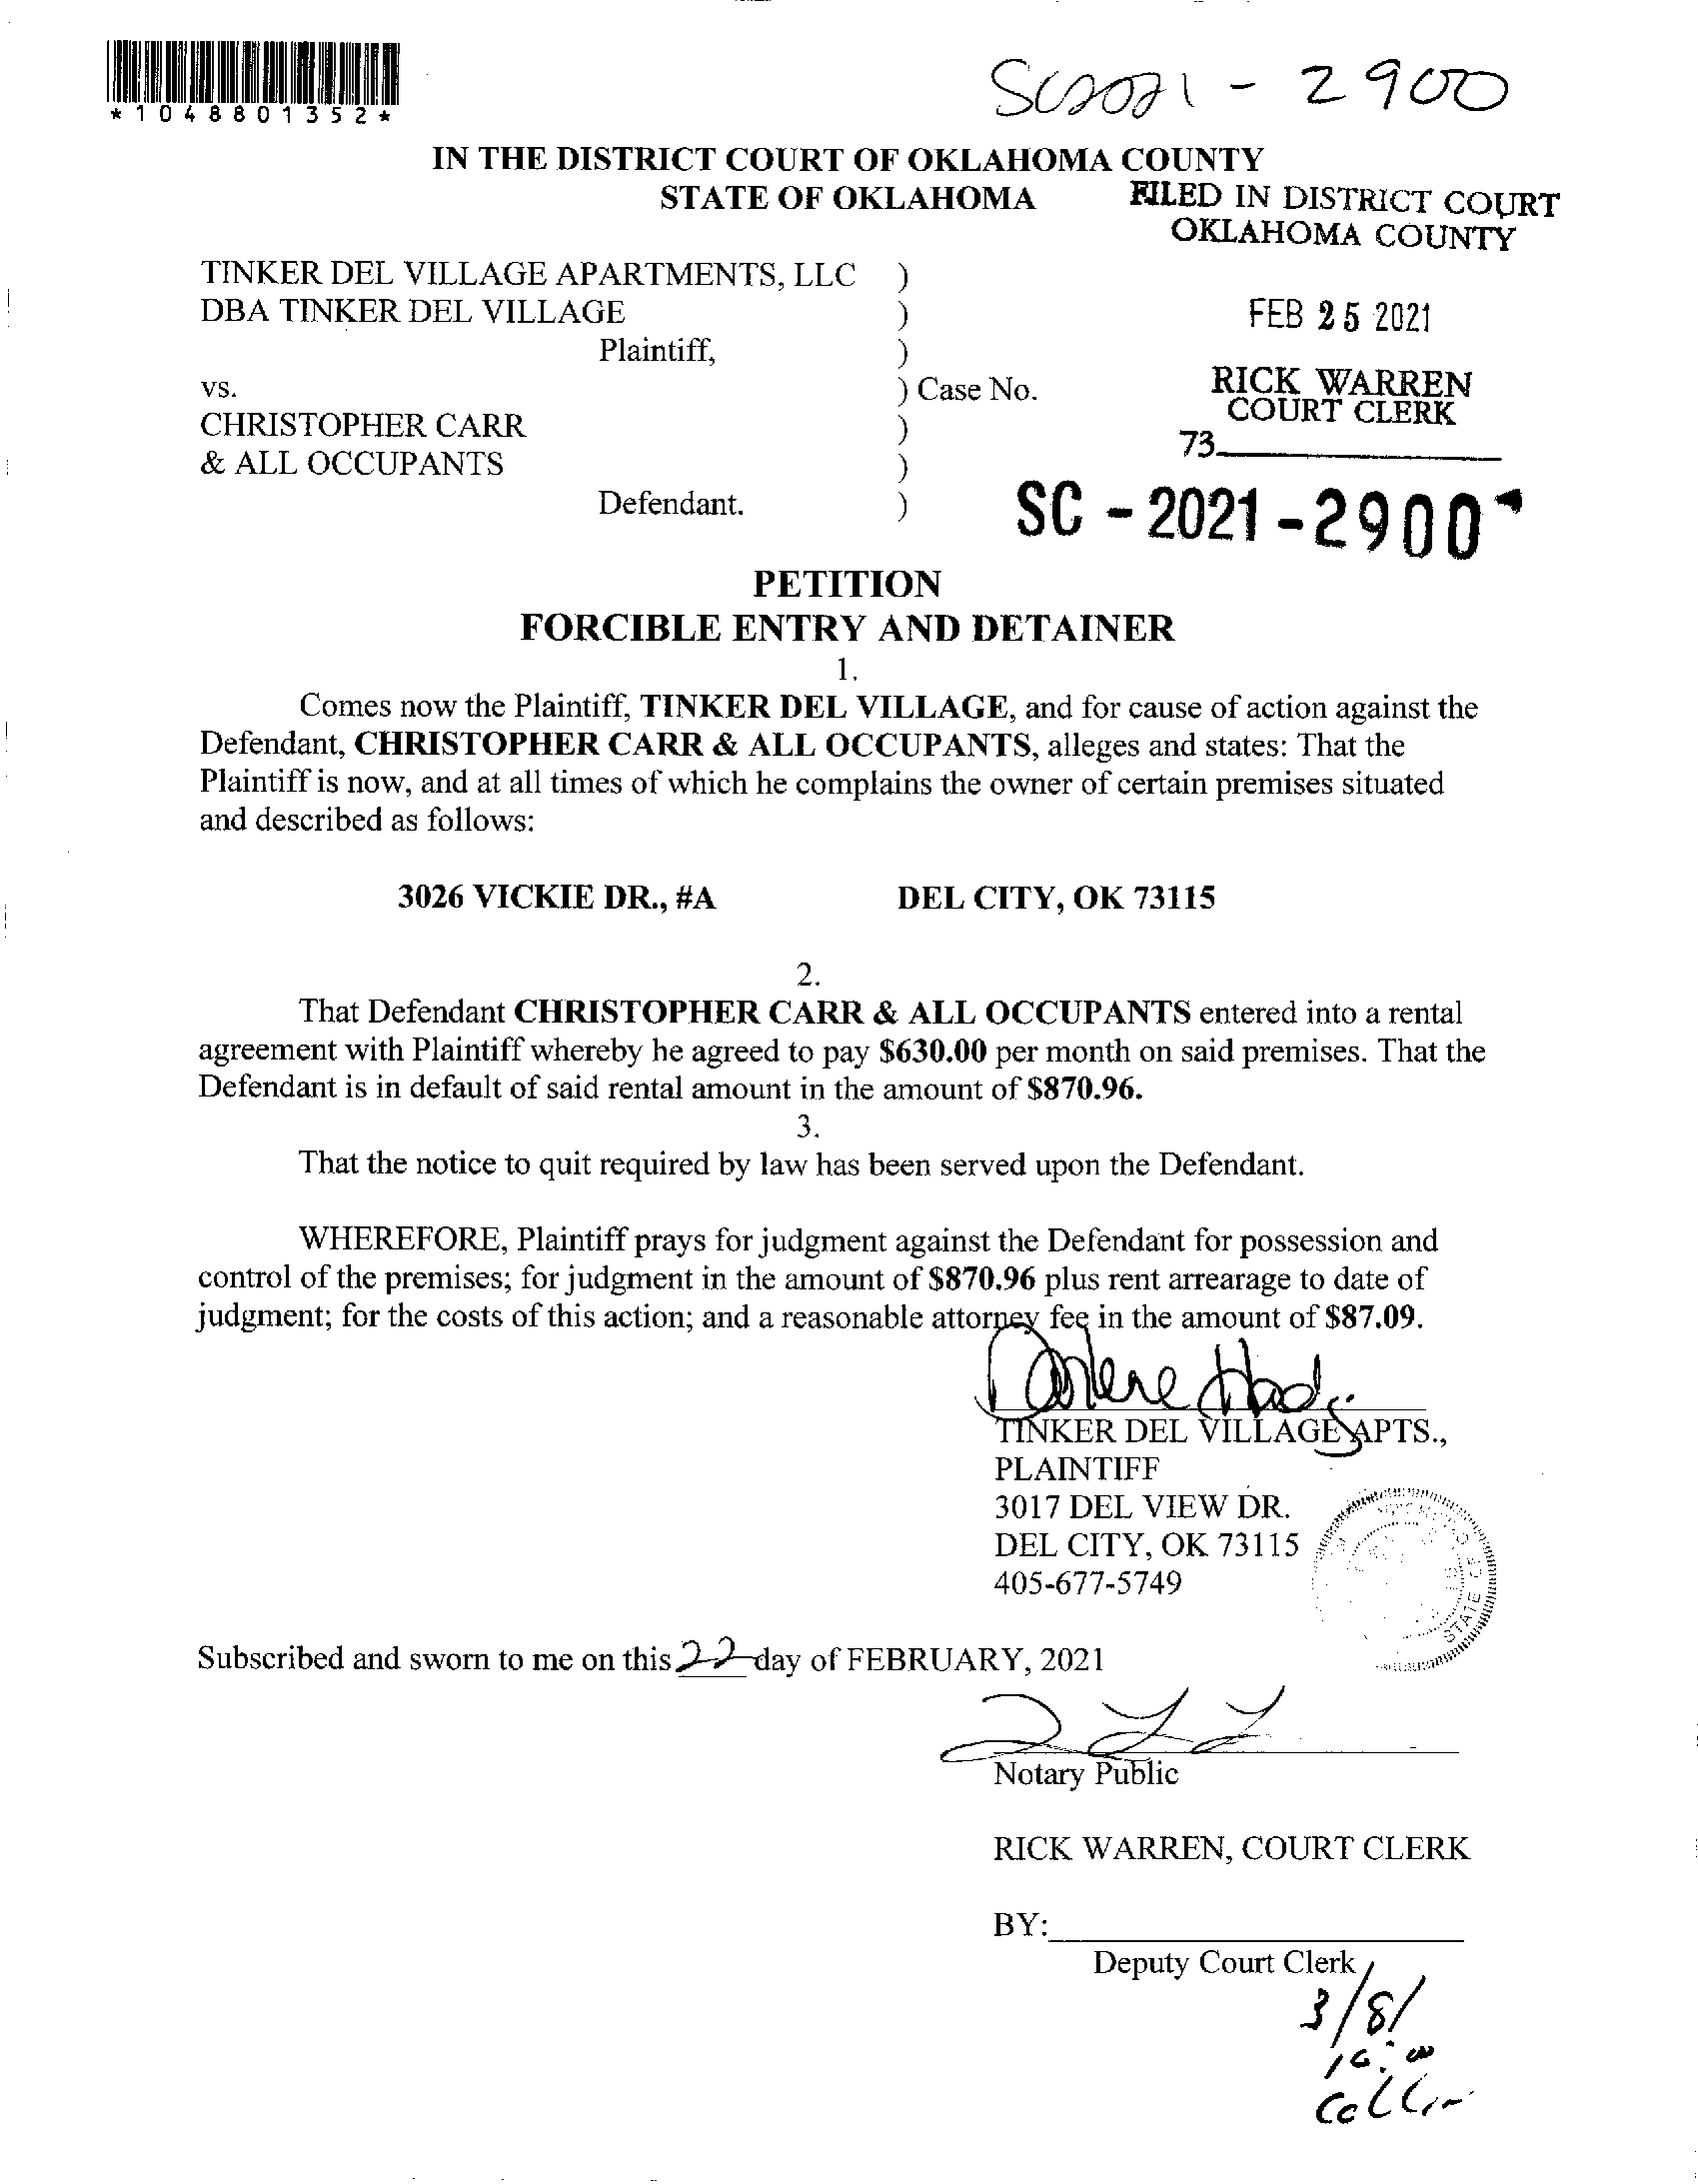 *1048801352*
SC2021 - 2900
IN THE DISTRICT COURT OF OKLAHOMA COUNTY
STATE OF OKLAHOMA
FILED IN DISTRICT COURT
OKLAHOMA COUNTY
TINKER DEL VILLAGE APARTMENTS, LLC )
DBA TINKER DEL VILLAGE )
FEB 25 2021
Plaintiff, )
vs. ) Case No.
RICK WARREN
COURT CLERK
CHRISTOPHER CARR )
73
& ALL OCCUPANTS )
Defendant. )
SC - 2021 - 2900
PETITION
FORCIBLE ENTRY AND DETAINER
1.
Comes now the Plaintiff, TINKER DEL VILLAGE, and for cause of action against the
Defendant, CHRISTOPHER CARR & ALL OCCUPANTS, alleges and states: That the
Plaintiff is now, and at all times of which he complains the owner of certain premises situated
and described as follows:
3026 VICKIE DR., #A DEL CITY, OK 73115
2.
That Defendant CHRISTOPHER CARR & ALL OCCUPANTS entered into a rental
agreement with Plaintiff whereby he agreed to pay $630.00 per month on said premises. That the
Defendant is in default of said rental amount in the amount of $870.96.
3.
That the notice to quit required by law has been served upon the Defendant.
WHEREFORE, Plaintiff prays for judgment against the Defendant for possession and
control of the premises; for judgment in the amount of $870.96 plus rent arrearage to date of
judgment; for the costs of this action; and a reasonable attorney fee in the amount of $87.09.
Darlene
TINKER DEL VILLAGE APTS.,
PLAINTIFF
3017 DEL VIEW DR.
DEL CITY, OK 73115
405-677-5749
STATE OF
Subscribed and sworn to me on this 22 day of FEBRUARY, 2021
Notary Public
RICK WARREN, COURT CLERK
BY:
Deputy Court Clerk
3/8/